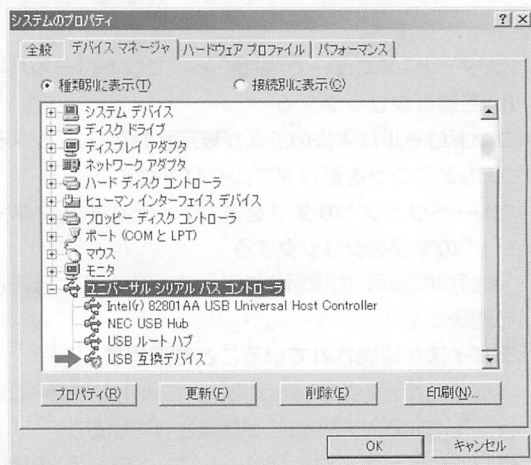 システムのプロパティ
全般 デバイス マネージャ ハードウェア プロファイル パフォーマンス
種類別に表示(T) 接続別に表示(C)
システム デバイス
ディスク ドライブ
ディスプレイ アダプタ
ネットワーク アダプタ
ハード ディスク コントローラ
ヒューマン インターフェイス デバイス
フロッピー ディスク コントローラ
ポート (COM と LPT)
マウス
モニタ
ユニバーサル シリアル バス コントローラ
Intel(r) 82801AA USB Universal Host Controller
NEC USB Hub
USB ルート ハブ
USB 互換デバイス
プロパティ(R) 更新(F) 削除(E) 印刷(N)...
OK キャンセル